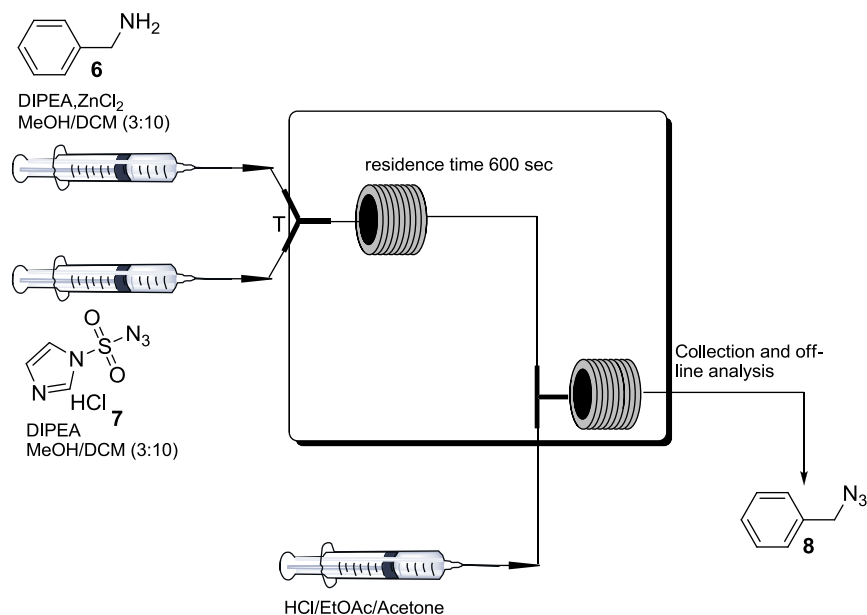 NH2
6
DIPEA,ZnCl2
MeOH/DCM (3:10)
residence time 600 sec
T
O
N3
N
S
O
N
HCl 7
DIPEA
MeOH/DCM (3:10)
Collection and off-
line analysis
N3
8
HCl/EtOAc/Acetone